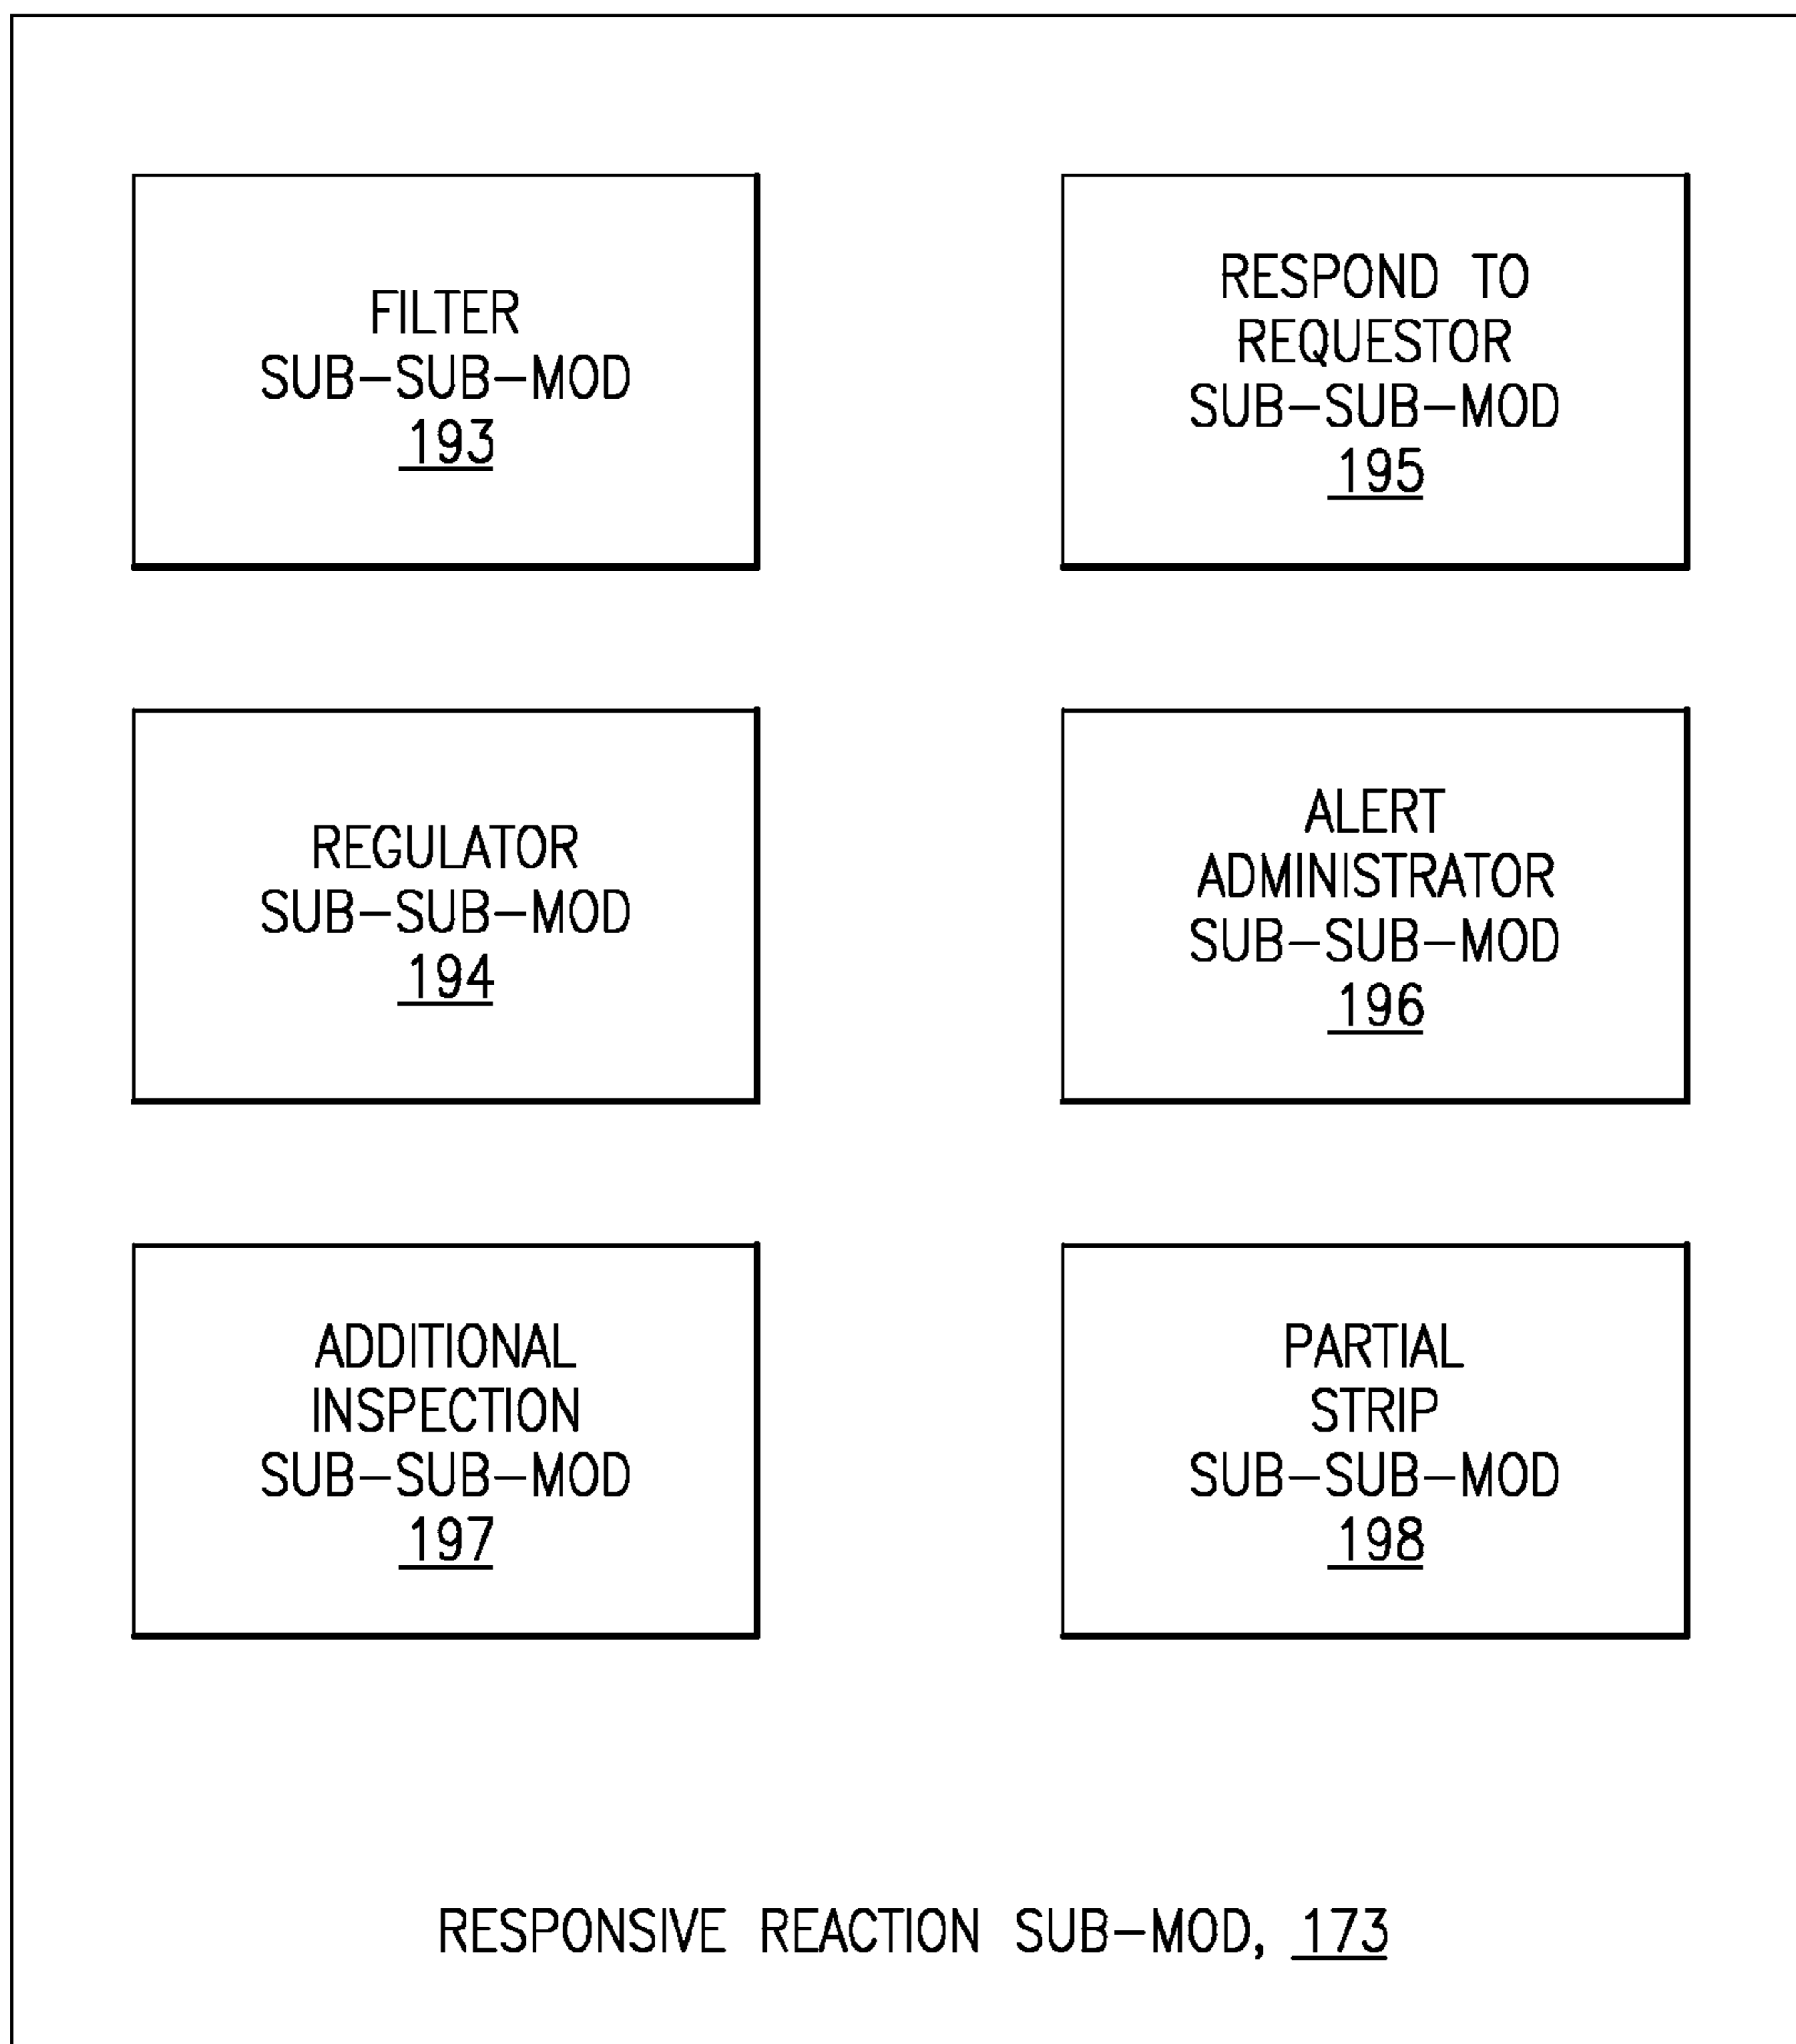 FILTER
SUB-SUB-MOD
193
RESPOND TO
REQUESTOR
SUB-SUB-MOD
195
REGULATOR
SUB-SUB-MOD
194
ALERT
ADMINISTRATOR
SUB-SUB-MOD
196
ADDITIONAL
INSPECTION
SUB-SUB-MOD
197
PARTIAL
STRIP
SUB-SUB-MOD
198
RESPONSIVE REACTION SUB-MOD, 173